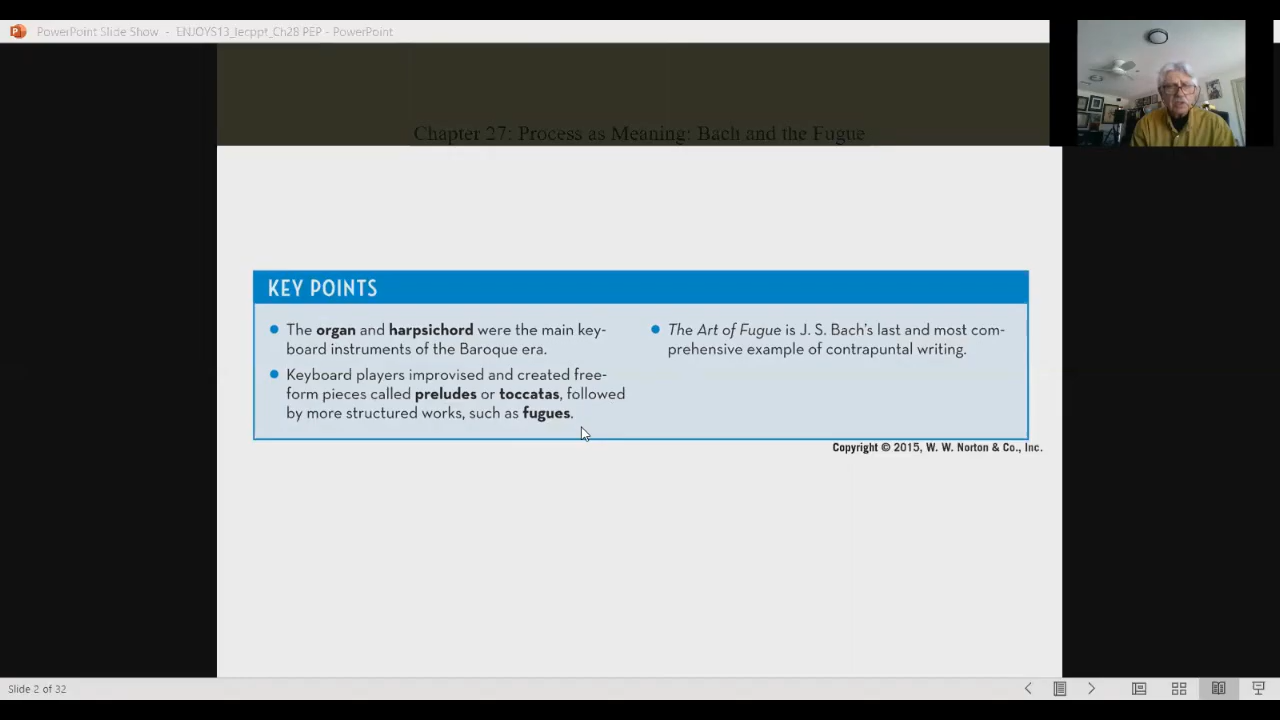 PowerPoint Slide Show - ENJOYS13_lecppt_Ch28 PEP - PowerPoint
Chapter 27: Process as Meaning: Bach and the Fugue
KEY POINTS
The organ and harpsichord were the main key-
board instruments of the Baroque era.
Keyboard players improvised and created free-
form pieces called preludes or toccatas, followed
by more structured works, such as fugues.
The Art of Fugue is J. S. Bach's last and most com-
prehensive example of contrapuntal writing.
Copyright © 2015, W. W. Norton & Co., Inc.
Slide 2 of 32